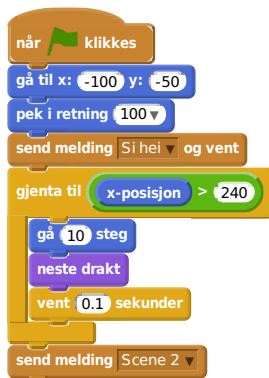 når klikkes
gå til x: -100 y: -50
pek i retning 100▼
send melding Si hei ▼ og vent
gjenta til x-posisjon > 240
gå 10 steg
neste drakt
vent 0.1 sekunder
send melding Scene 2 ▼